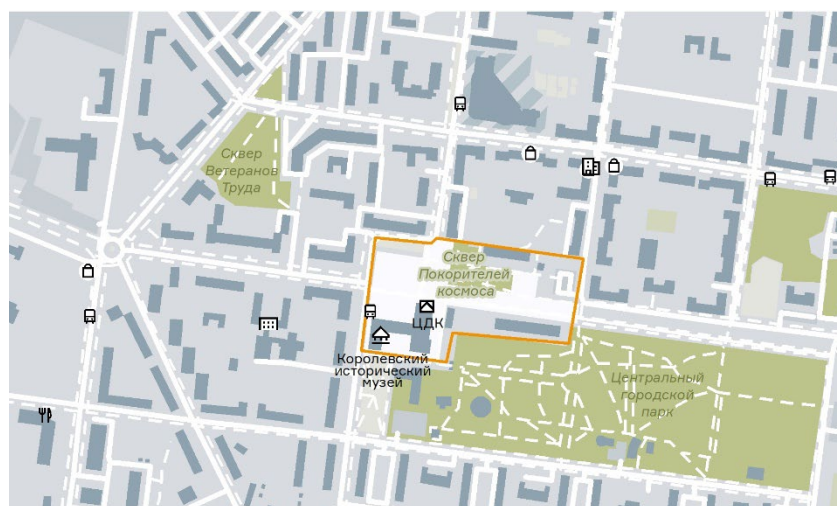 Сквер
Ветеранов
Труда
Сквер
Покорителей
космоса
ЦДК
Королевский
исторический
музей
Центральный
городской
парк